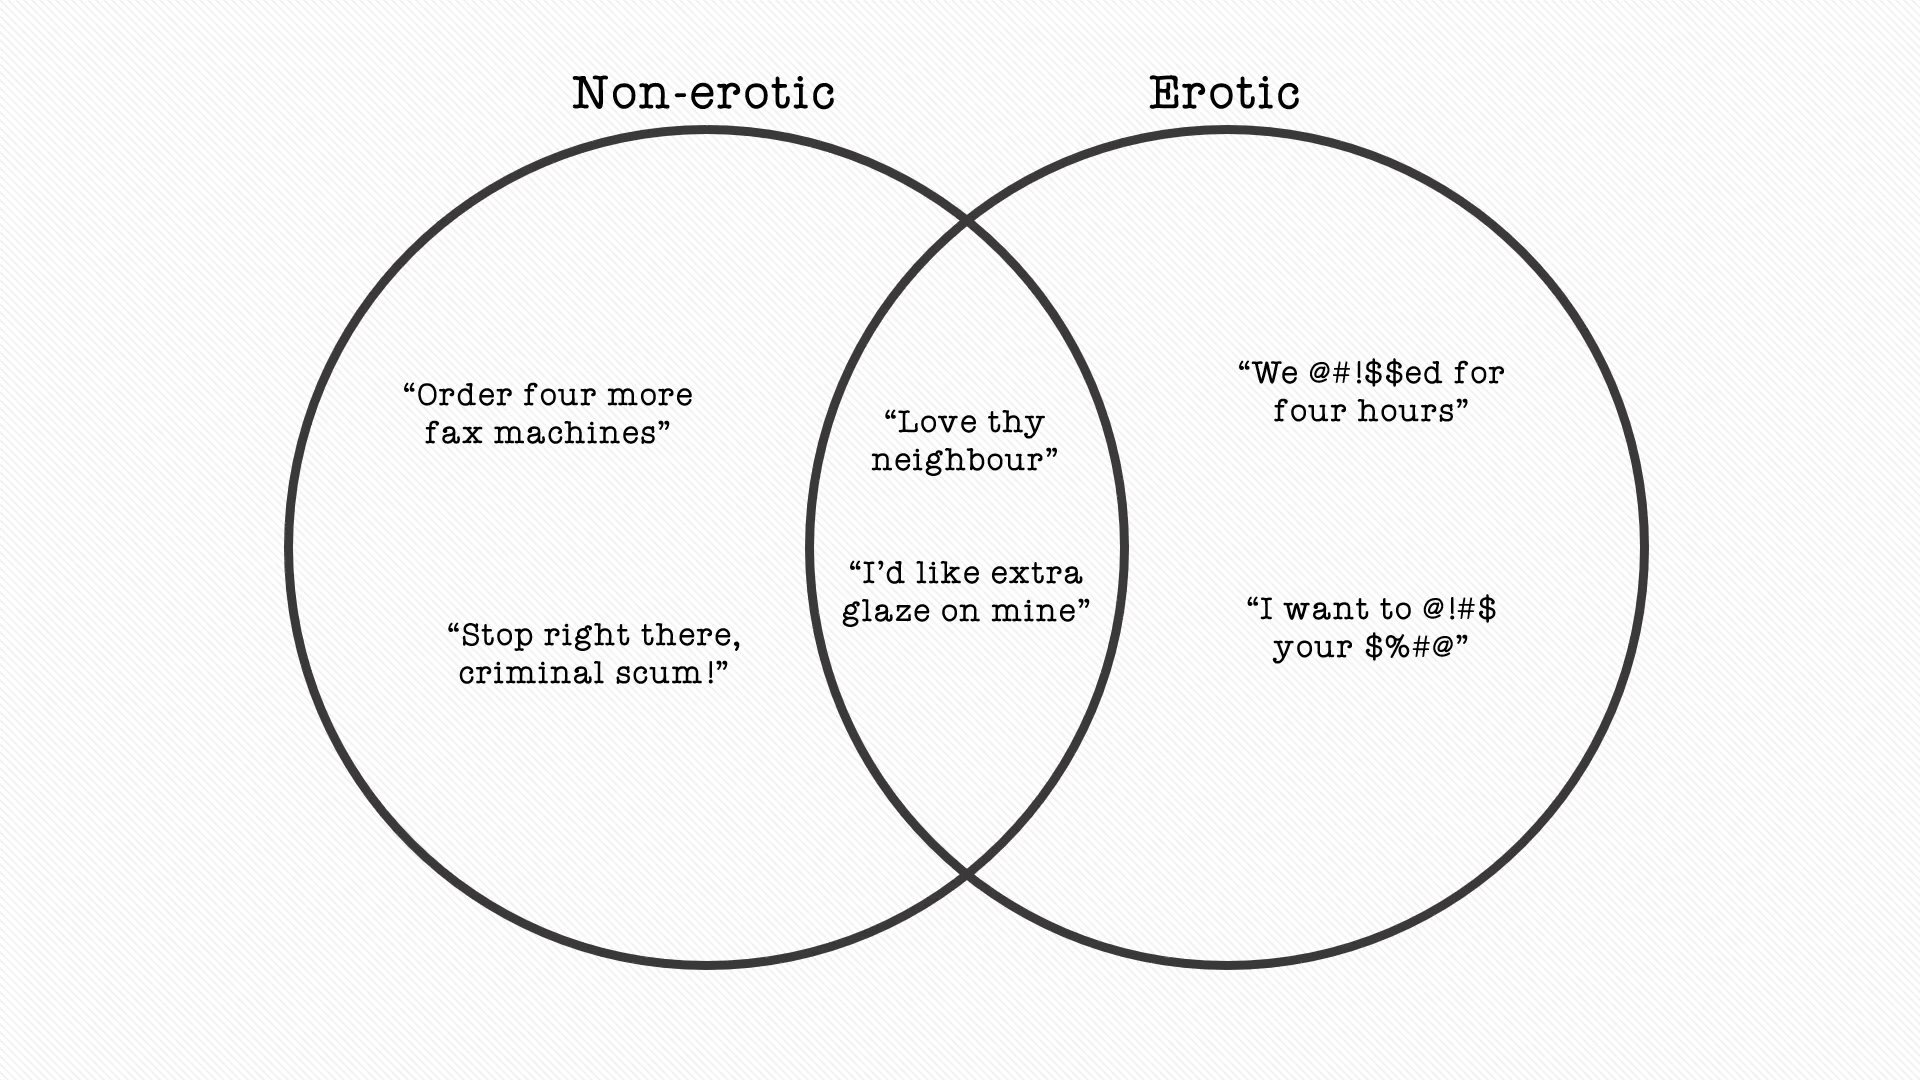 Non-erotic
Erotic
“Order four more
fax machines”
“Stop right there,
criminal scum!”
“Love thy
neighbour”
“I’d like extra
glaze on mine”
“We @#!$$ed for
four hours”
“I want to @!#$
your $%#@”